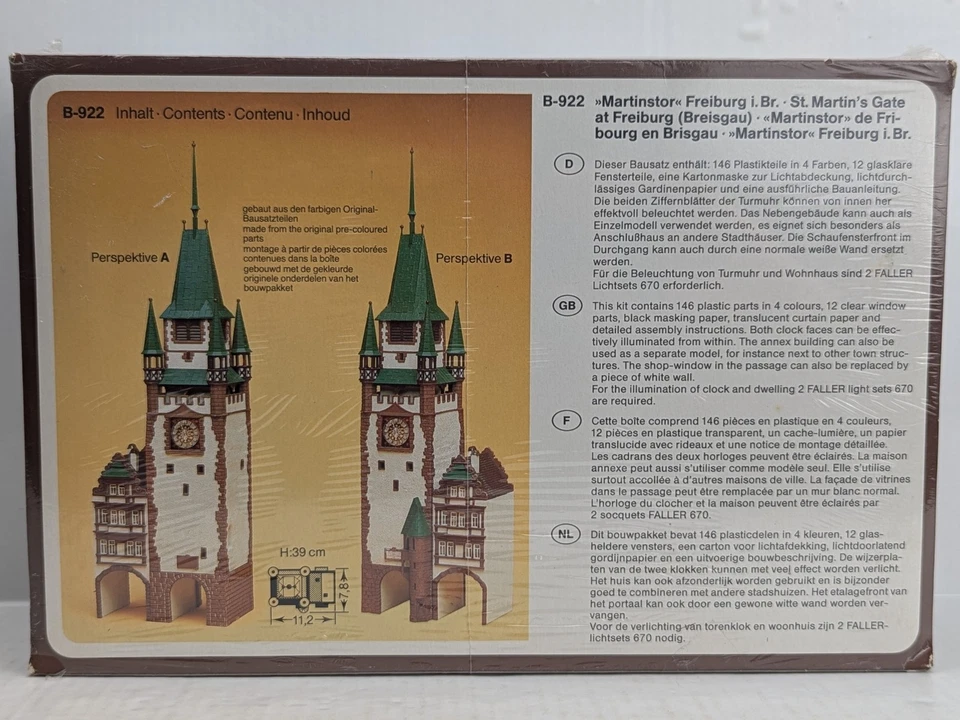 B-922 Inhalt · Contents · Contenu · Inhoud
gebaut aus den farbigen Original-
Bausatzteilen
made from the original pre-coloured
parts
montage à partir de pièces colorées
contenues dans la boîte
gebouwd met de gekleurde
originele onderdelen van het
bouwpakket
Perspektive A
Perspektive B
H:39 cm
7,8
11,2
B-922 »Martinstor« Freiburg i. Br. · St. Martin's Gate
at Freiburg (Breisgau) · «Martinstor» de Fri-
bourg en Brisgau · »Martinstor« Freiburg i. Br.
D
Dieser Bausatz enthält: 146 Plastikteile in 4 Farben, 12 glasklare
Fensterteile, eine Kartonmaske zur Lichtabdeckung, lichtdurch-
lässiges Gardinenpapier und eine ausführliche Bauanleitung.
Die beiden Ziffernblätter der Turmuhr können von innen her
effektvoll beleuchtet werden. Das Nebengebäude kann auch als
Einzelmodell verwendet werden, es eignet sich besonders als
Anschlußhaus an andere Stadthäuser. Die Schaufensterfront im
Durchgang kann auch durch eine normale weiße Wand ersetzt
werden.
Für die Beleuchtung von Turmuhr und Wohnhaus sind 2 FALLER
Lichtsets 670 erforderlich.
GB
This kit contains 146 plastic parts in 4 colours, 12 clear window
parts, black masking paper, translucent curtain paper and
detailed assembly instructions. Both clock faces can be effec-
tively illuminated from within. The annex building can also be
used as a separate model, for instance next to other town struc-
tures. The shop-window in the passage can also be replaced by
a piece of white wall.
For the illumination of clock and dwelling 2 FALLER light sets 670
are required.
F
Cette boîte comprend 146 pièces en plastique en 4 couleurs,
12 pièces en plastique transparent, un cache-lumière, un papier
translucide avec rideaux et une notice de montage détaillée.
Les cadrans des deux horloges peuvent être éclairés. La maison
annexe peut aussi s'utiliser comme modèle seul. Elle s'utilise
surtout accollée à d'autres maisons de ville. La façade de vitrines
dans le passage peut être remplacée par un mur blanc normal.
L'horloge du clocher et la maison peuvent être éclairés par
2 socquets FALLER 670.
NL
Dit bouwpakket bevat 146 plasticdelen in 4 kleuren, 12 glas-
heldere vensters, een carton voor lichtafdekking, lichtdoorlatend
gordijnpapier en een uitvoerige bouwbeschrijving. De wijzerpla-
ten van de twee klokken kunnen met veel effect worden verlicht.
Het huis kan ook afzonderlijk worden gebruikt en is bijzonder
goed te combineren met andere stadshuizen. Het etalagefront van
het portaal kan ook door een gewone witte wand worden ver-
vangen.
Voor de verlichting van torenklok en woonhuis zijn 2 FALLER-
lichtsets 670 nodig.